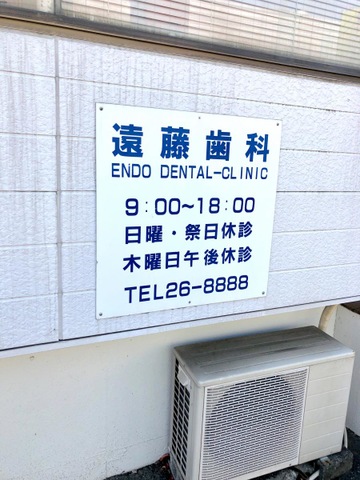 遠藤歯科
ENDO DENTAL-CLINIC
9:00~18:00
日曜・祭日休診
木曜日午後休診
TEL26-8888